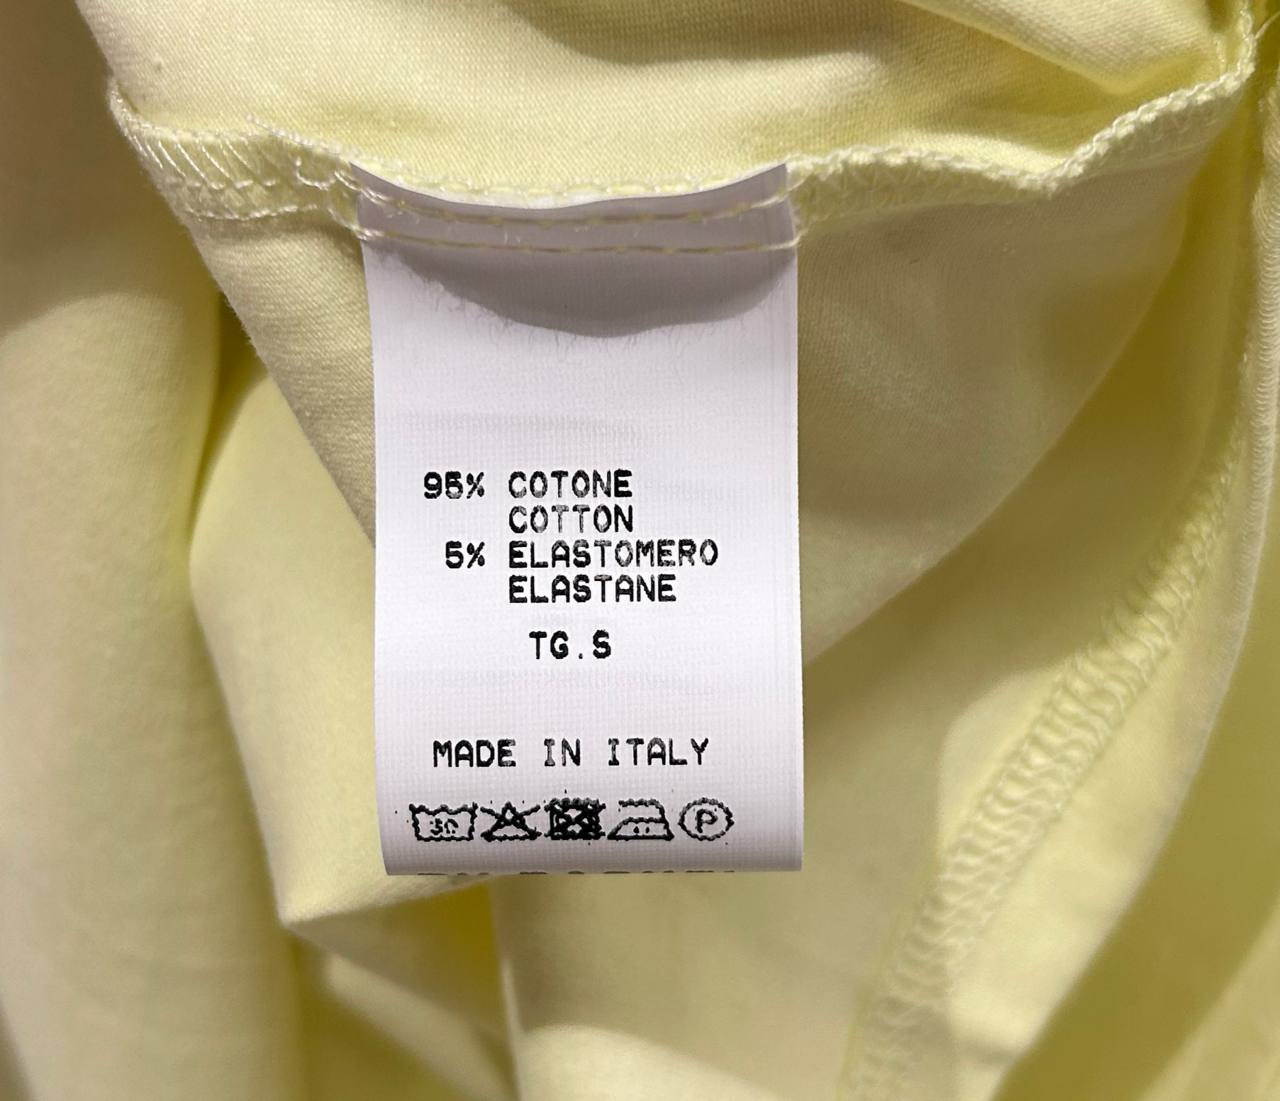 95% COTONE
COTTON
5% ELASTOMERO
ELASTANE
TG.S
MADE IN ITALY
30
P